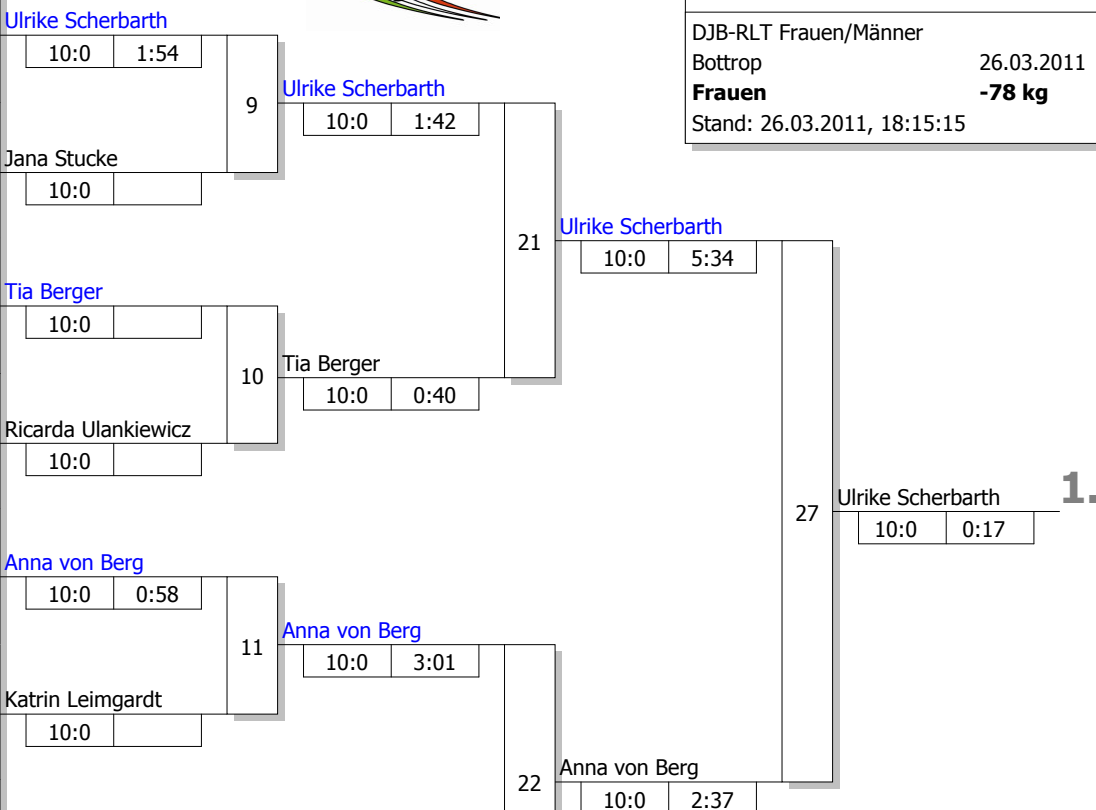 Ulrike Scherbarth
10:0 1:54
9
Jana Stucke
10:0
Ulrike Scherbarth
10:0 1:42
DJB-RLT Frauen/Männer
Bottrop 26.03.2011
Frauen -78 kg
Stand: 26.03.2011, 18:15:15
21
Ulrike Scherbarth
10:0 5:34
Tia Berger
10:0
10
Tia Berger
10:0 0:40
Ricarda Ulankiewicz
10:0
27
Ulrike Scherbarth 1.
10:0 0:17
Anna von Berg
10:0 0:58
11
Anna von Berg
10:0 3:01
Katrin Leimgardt
10:0
22
Anna von Berg
10:0 2:37